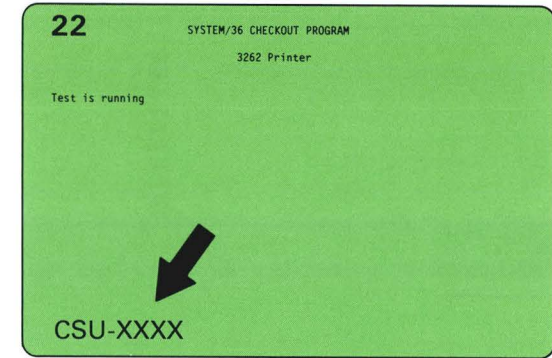 22 SYSTEM/36 CHECKOUT PROGRAM
3262 Printer
Test is running
CSU-XXXX